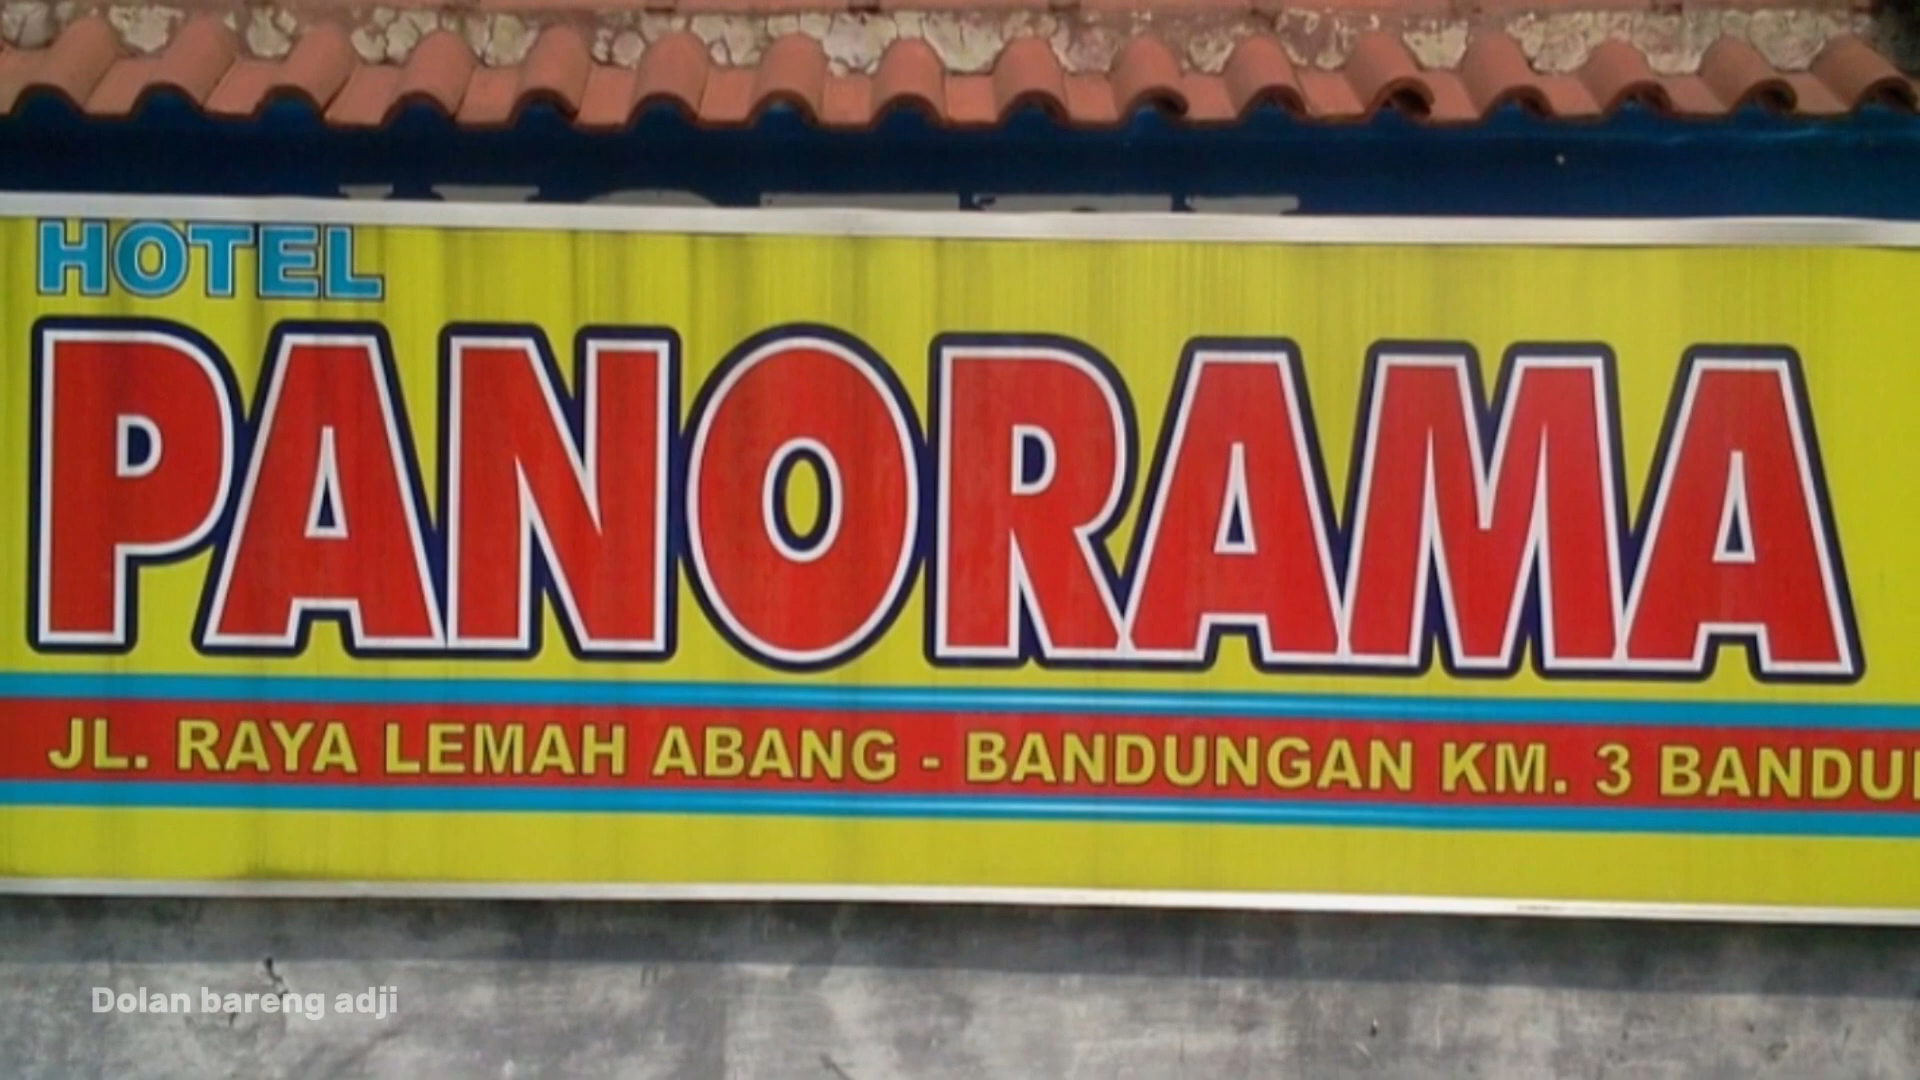 HOTEL
PANORAMA
JL. RAYA LEMAH ABANG - BANDUNGAN KM. 3
Dolan bareng adji